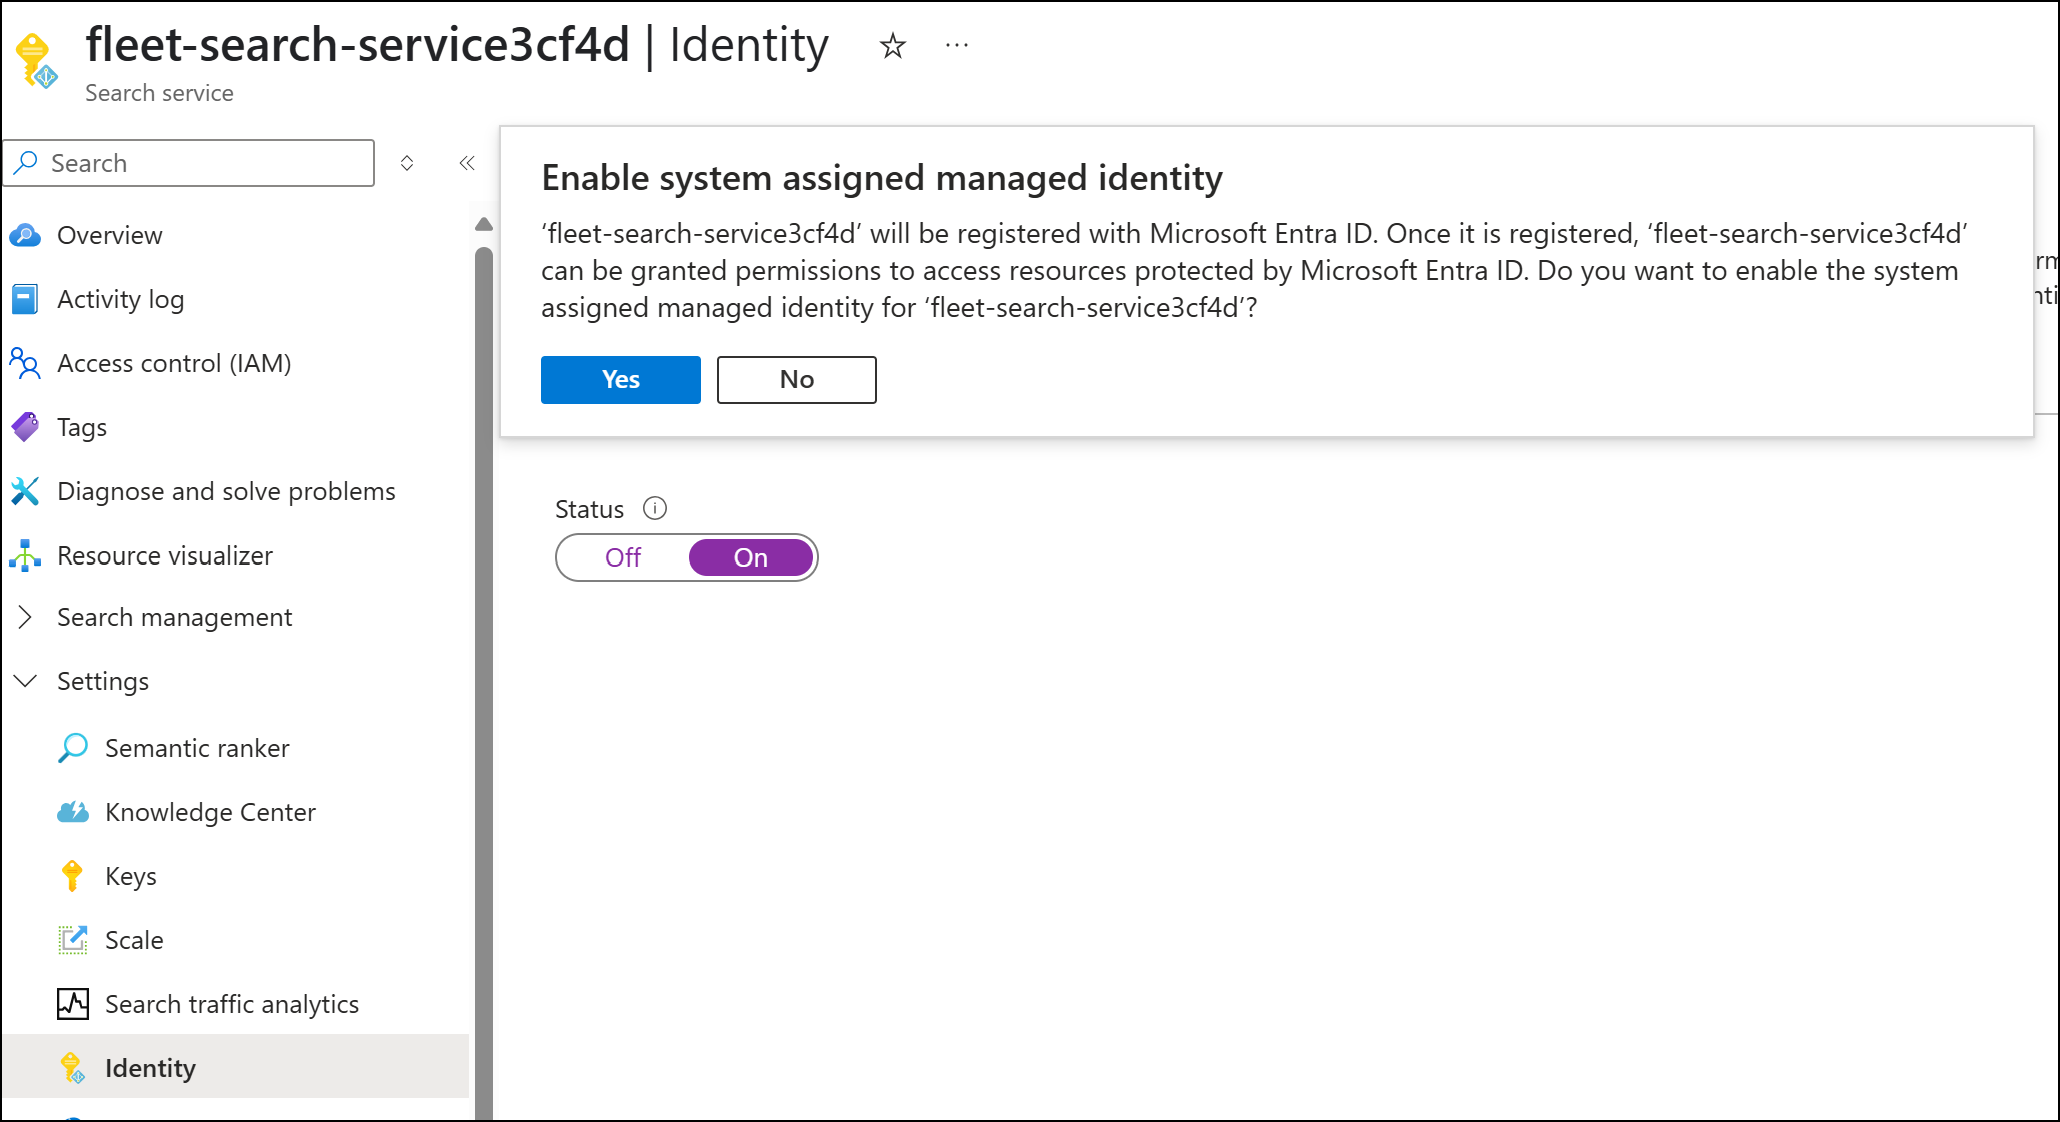 fleet-search-service3cf4d | Identity
Search service
Search
Overview
Activity log
Access control (IAM)
Tags
Diagnose and solve problems
Resource visualizer
Search management
Settings
Semantic ranker
Knowledge Center
Keys
Scale
Search traffic analytics
Identity
Enable system assigned managed identity
‘fleet-search-service3cf4d’ will be registered with Microsoft Entra ID. Once it is registered, ‘fleet-search-service3cf4d’
can be granted permissions to access resources protected by Microsoft Entra ID. Do you want to enable the system
assigned managed identity for ‘fleet-search-service3cf4d’?
Yes No
Status
Off On